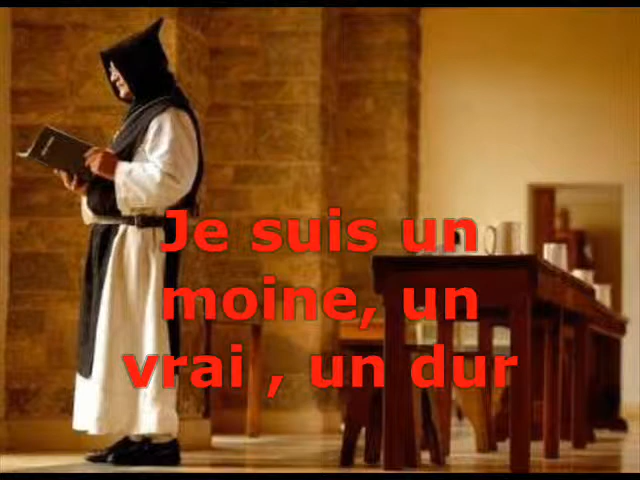 Je suis un
moine, un
vrai , un dur